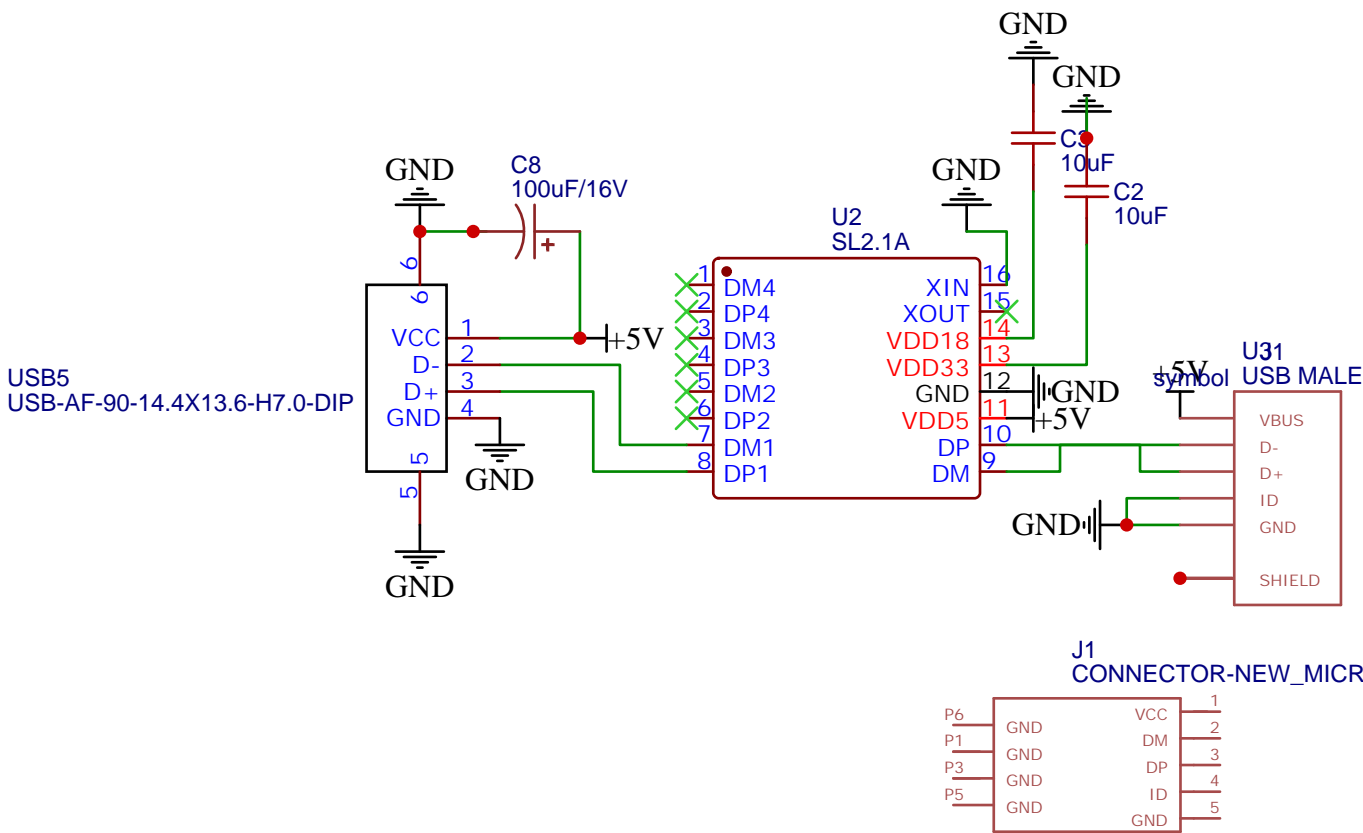 GND
GND
C3
10uF
C2
10uF
GND
C8
100uF/16V
GND
U2
SL2.1A
6
6
VCC 1
D- 2
D+ 3
GND 4
5
5
+5V
GND
GND
USB5
USB-AF-90-14.4X13.6-H7.0-DIP
1 DM4
2 DP4
3 DM3
4 DP3
5 DM2
6 DP2
7 DM1
8 DP1
XIN 16
XOUT 15
VDD18 14
VDD33 13
GND 12
VDD5 11
DP 10
DM 9
GND
+5V
+5V
symbol
USB MALE
VBUS
D-
D+
ID
GND
SHIELD
GND
J1
CONNECTOR-NEW_MICR
P6 GND
P1 GND
P3 GND
P5 GND
VCC 1
DM 2
DP 3
ID 4
GND 5